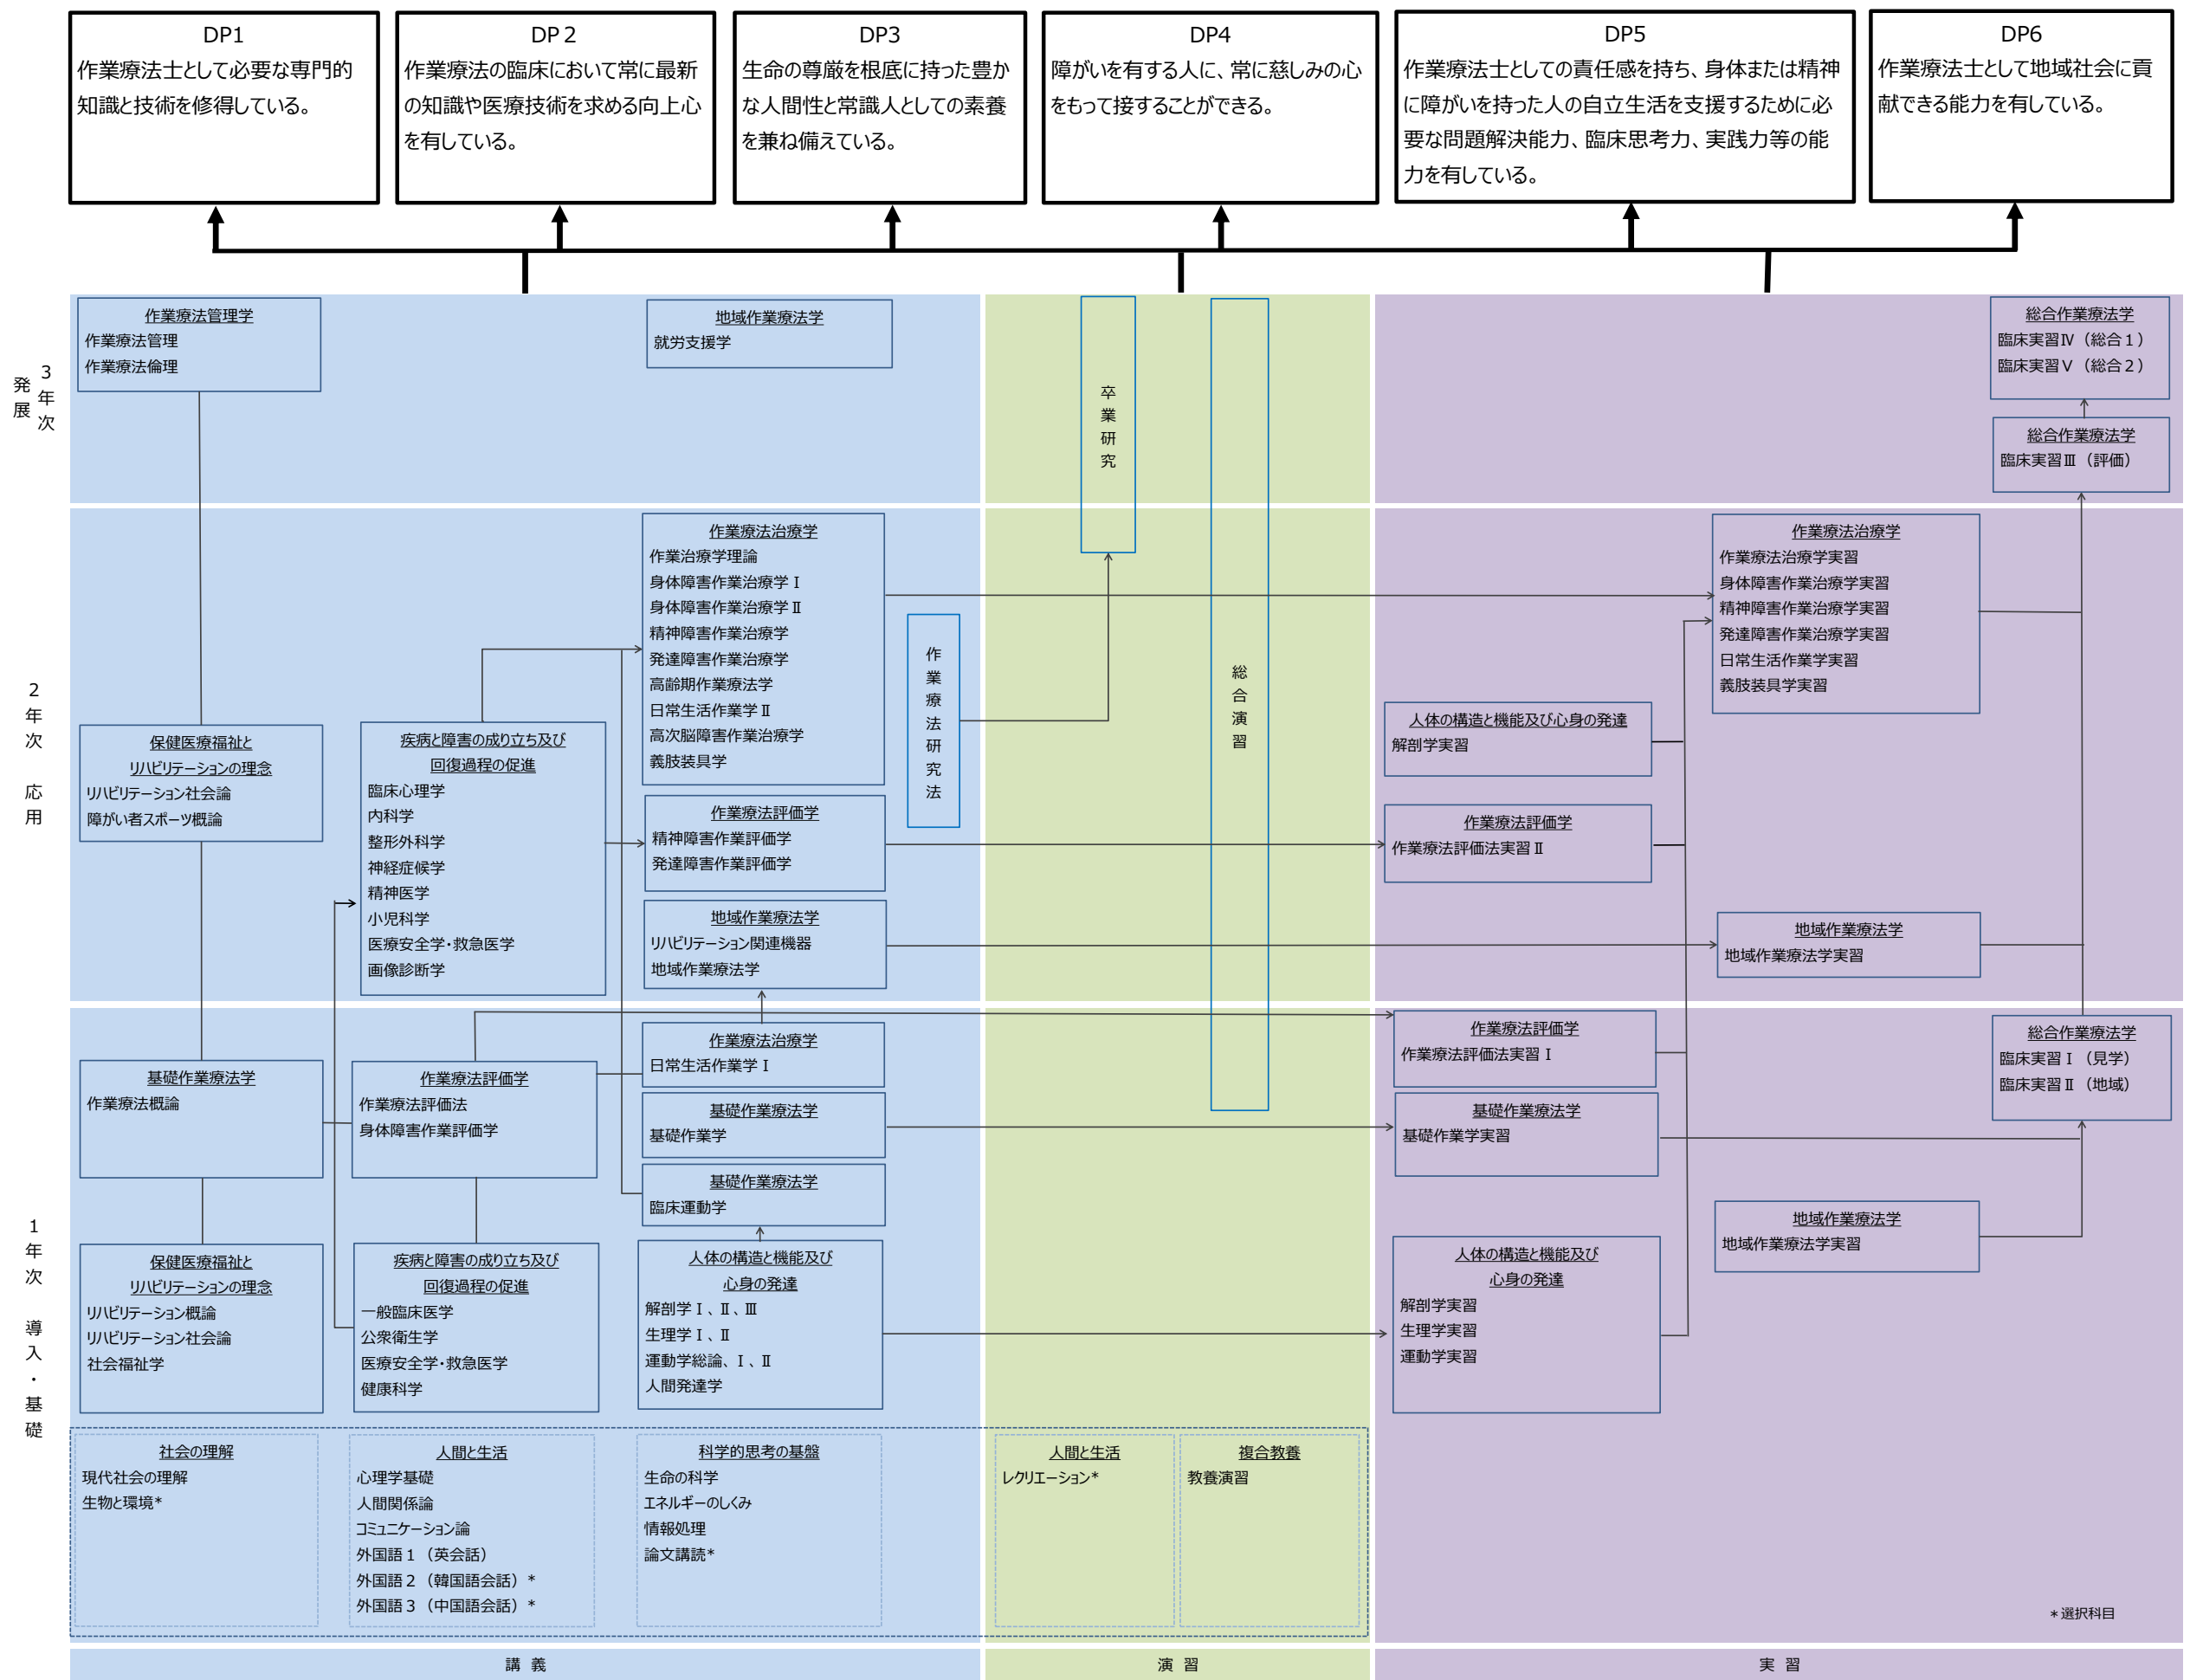 DP1
作業療法士として必要な専門的
知識と技術を修得している。
DP２
作業療法の臨床において常に最新
の知識や医療技術を求める向上心
を有している。
DP3
生命の尊厳を根底に持った豊か
な人間性と常識人としての素養
を兼ね備えている。
DP4
障がいを有する人に、常に慈しみの心
をもって接することができる。
DP5
作業療法士としての責任感を持ち、身体または精神
に障がいを持った人の自立生活を支援するために必
要な問題解決能力、臨床思考力、実践力等の能
力を有している。
DP6
作業療法士として地域社会に貢
献できる能力を有している。
3年次
発展
作業療法管理学
作業療法管理
作業療法倫理
地域作業療法学
就労支援学
卒業研究
総合演習
総合作業療法学
臨床実習Ⅳ（総合１）
臨床実習Ⅴ（総合２）
総合作業療法学
臨床実習Ⅲ（評価）
2年次　応用
保健医療福祉と
リハビリテーションの理念
リハビリテーション社会論
障がい者スポーツ概論
疾病と障害の成り立ち及び
回復過程の促進
臨床心理学
内科学
整形外科学
神経症候学
精神医学
小児科学
医療安全学・救急医学
画像診断学
作業療法治療学
作業治療学理論
身体障害作業治療学Ⅰ
身体障害作業治療学Ⅱ
精神障害作業治療学
発達障害作業治療学
高齢期作業療法学
日常生活作業学Ⅱ
高次脳障害作業治療学
義肢装具学
作業療法評価学
精神障害作業評価学
発達障害作業評価学
地域作業療法学
リハビリテーション関連機器
地域作業療法学
作業療法研究法
人体の構造と機能及び心身の発達
解剖学実習
作業療法評価学
作業療法評価法実習Ⅱ
作業療法治療学
作業療法治療学実習
身体障害作業治療学実習
精神障害作業治療学実習
発達障害作業治療学実習
日常生活作業学実習
義肢装具学実習
地域作業療法学
地域作業療法学実習
1年次　導入・基礎
基礎作業療法学
作業療法概論
作業療法評価学
作業療法評価法
身体障害作業評価学
作業療法治療学
日常生活作業学Ⅰ
基礎作業療法学
基礎作業学
基礎作業療法学
臨床運動学
保健医療福祉と
リハビリテーションの理念
リハビリテーション概論
リハビリテーション社会論
社会福祉学
疾病と障害の成り立ち及び
回復過程の促進
一般臨床医学
公衆衛生学
医療安全学・救急医学
健康科学
人体の構造と機能及び
心身の発達
解剖学Ⅰ、Ⅱ、Ⅲ
生理学Ⅰ、Ⅱ
運動学総論、Ⅰ、Ⅱ
人間発達学
作業療法評価学
作業療法評価法実習Ⅰ
基礎作業療法学
基礎作業学実習
人体の構造と機能及び
心身の発達
解剖学実習
生理学実習
運動学実習
総合作業療法学
臨床実習Ⅰ（見学）
臨床実習Ⅱ（地域）
地域作業療法学
地域作業療法学実習
社会の理解
現代社会の理解
生物と環境*
人間と生活
心理学基礎
人間関係論
コミュニケーション論
外国語１（英会話）
外国語２（韓国語会話）*
外国語３（中国語会話）*
科学的思考の基盤
生命の科学
エネルギーのしくみ
情報処理
論文講読*
人間と生活
レクリエーション*
複合教養
教養演習
*選択科目
講 義
演 習
実 習